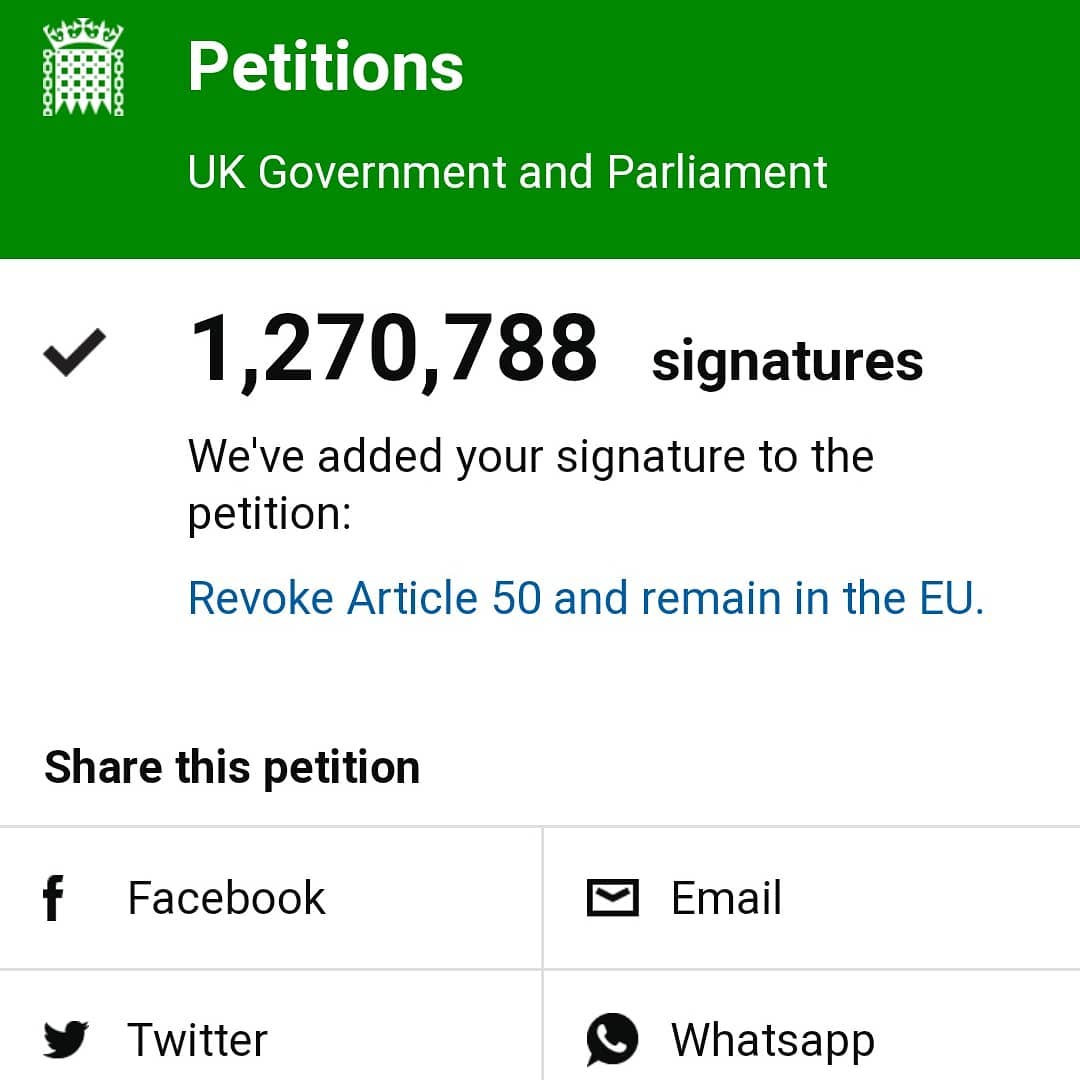 Petitions
UK Government and Parliament
1,270,788 signatures
We've added your signature to the
petition:
Revoke Article 50 and remain in the EU.
Share this petition
Facebook
Email
Twitter
Whatsapp